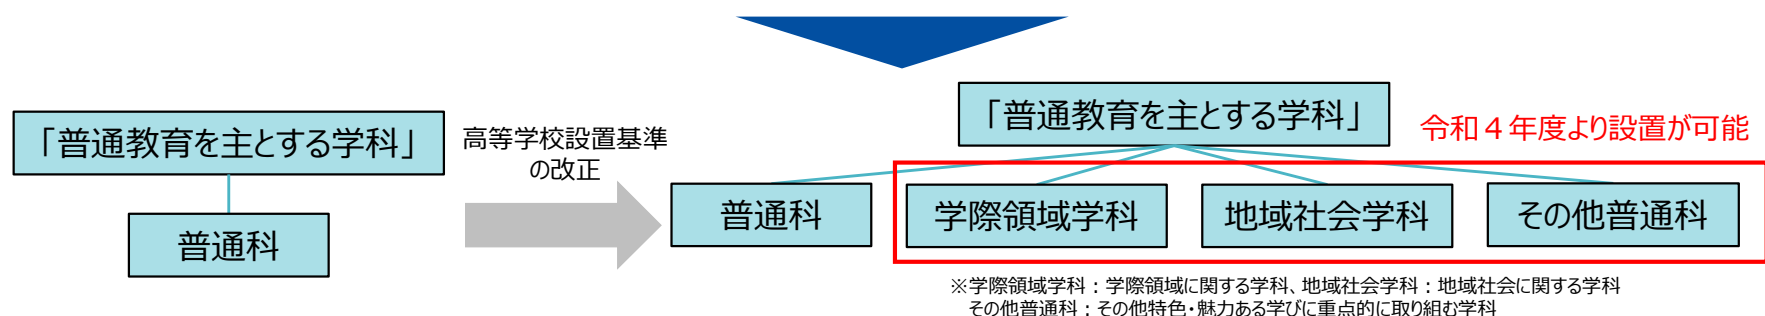 「普通教育を主とする学科」
普通科
高等学校設置基準
の改正
「普通教育を主とする学科」
令和４年度より設置が可能
普通科
学際領域学科
地域社会学科
その他普通科
※学際領域学科：学際領域に関する学科、地域社会学科：地域社会に関する学科
その他普通科：その他特色・魅力ある学びに重点的に取り組む学科